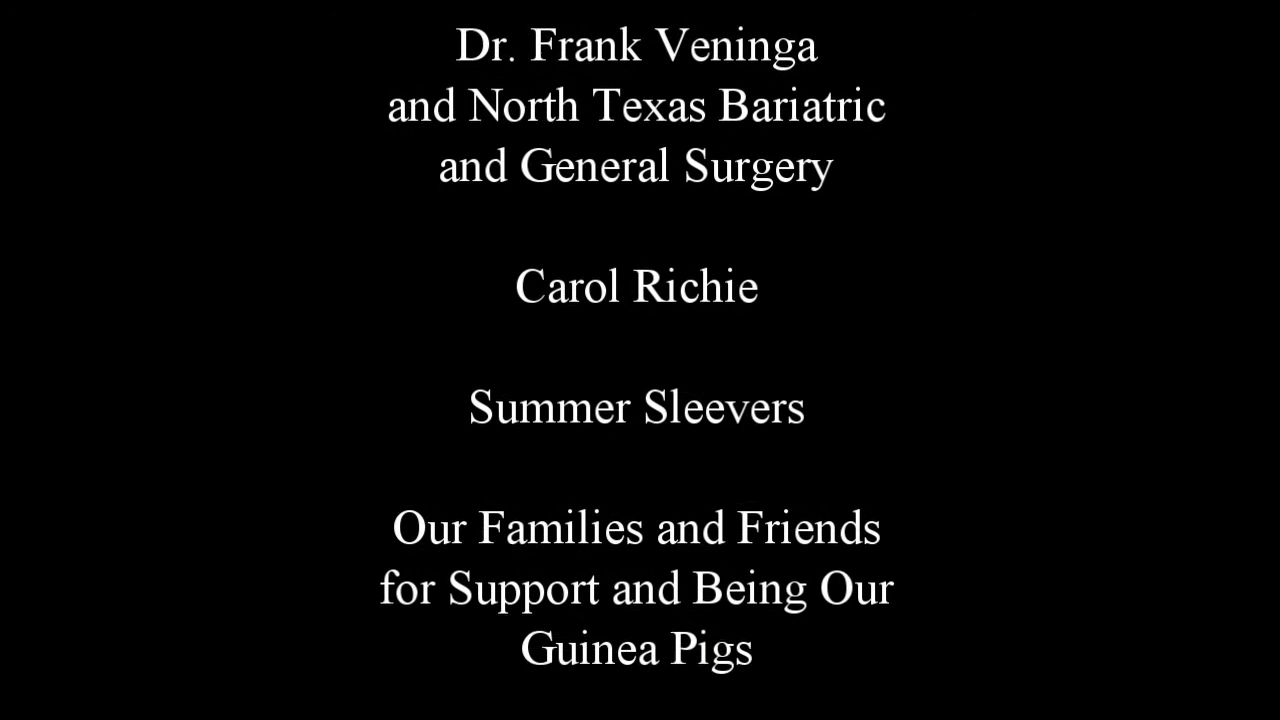 Dr. Frank Veninga
and North Texas Bariatric
and General Surgery
Carol Richie
Summer Sleevers
Our Families and Friends
for Support and Being Our
Guinea Pigs